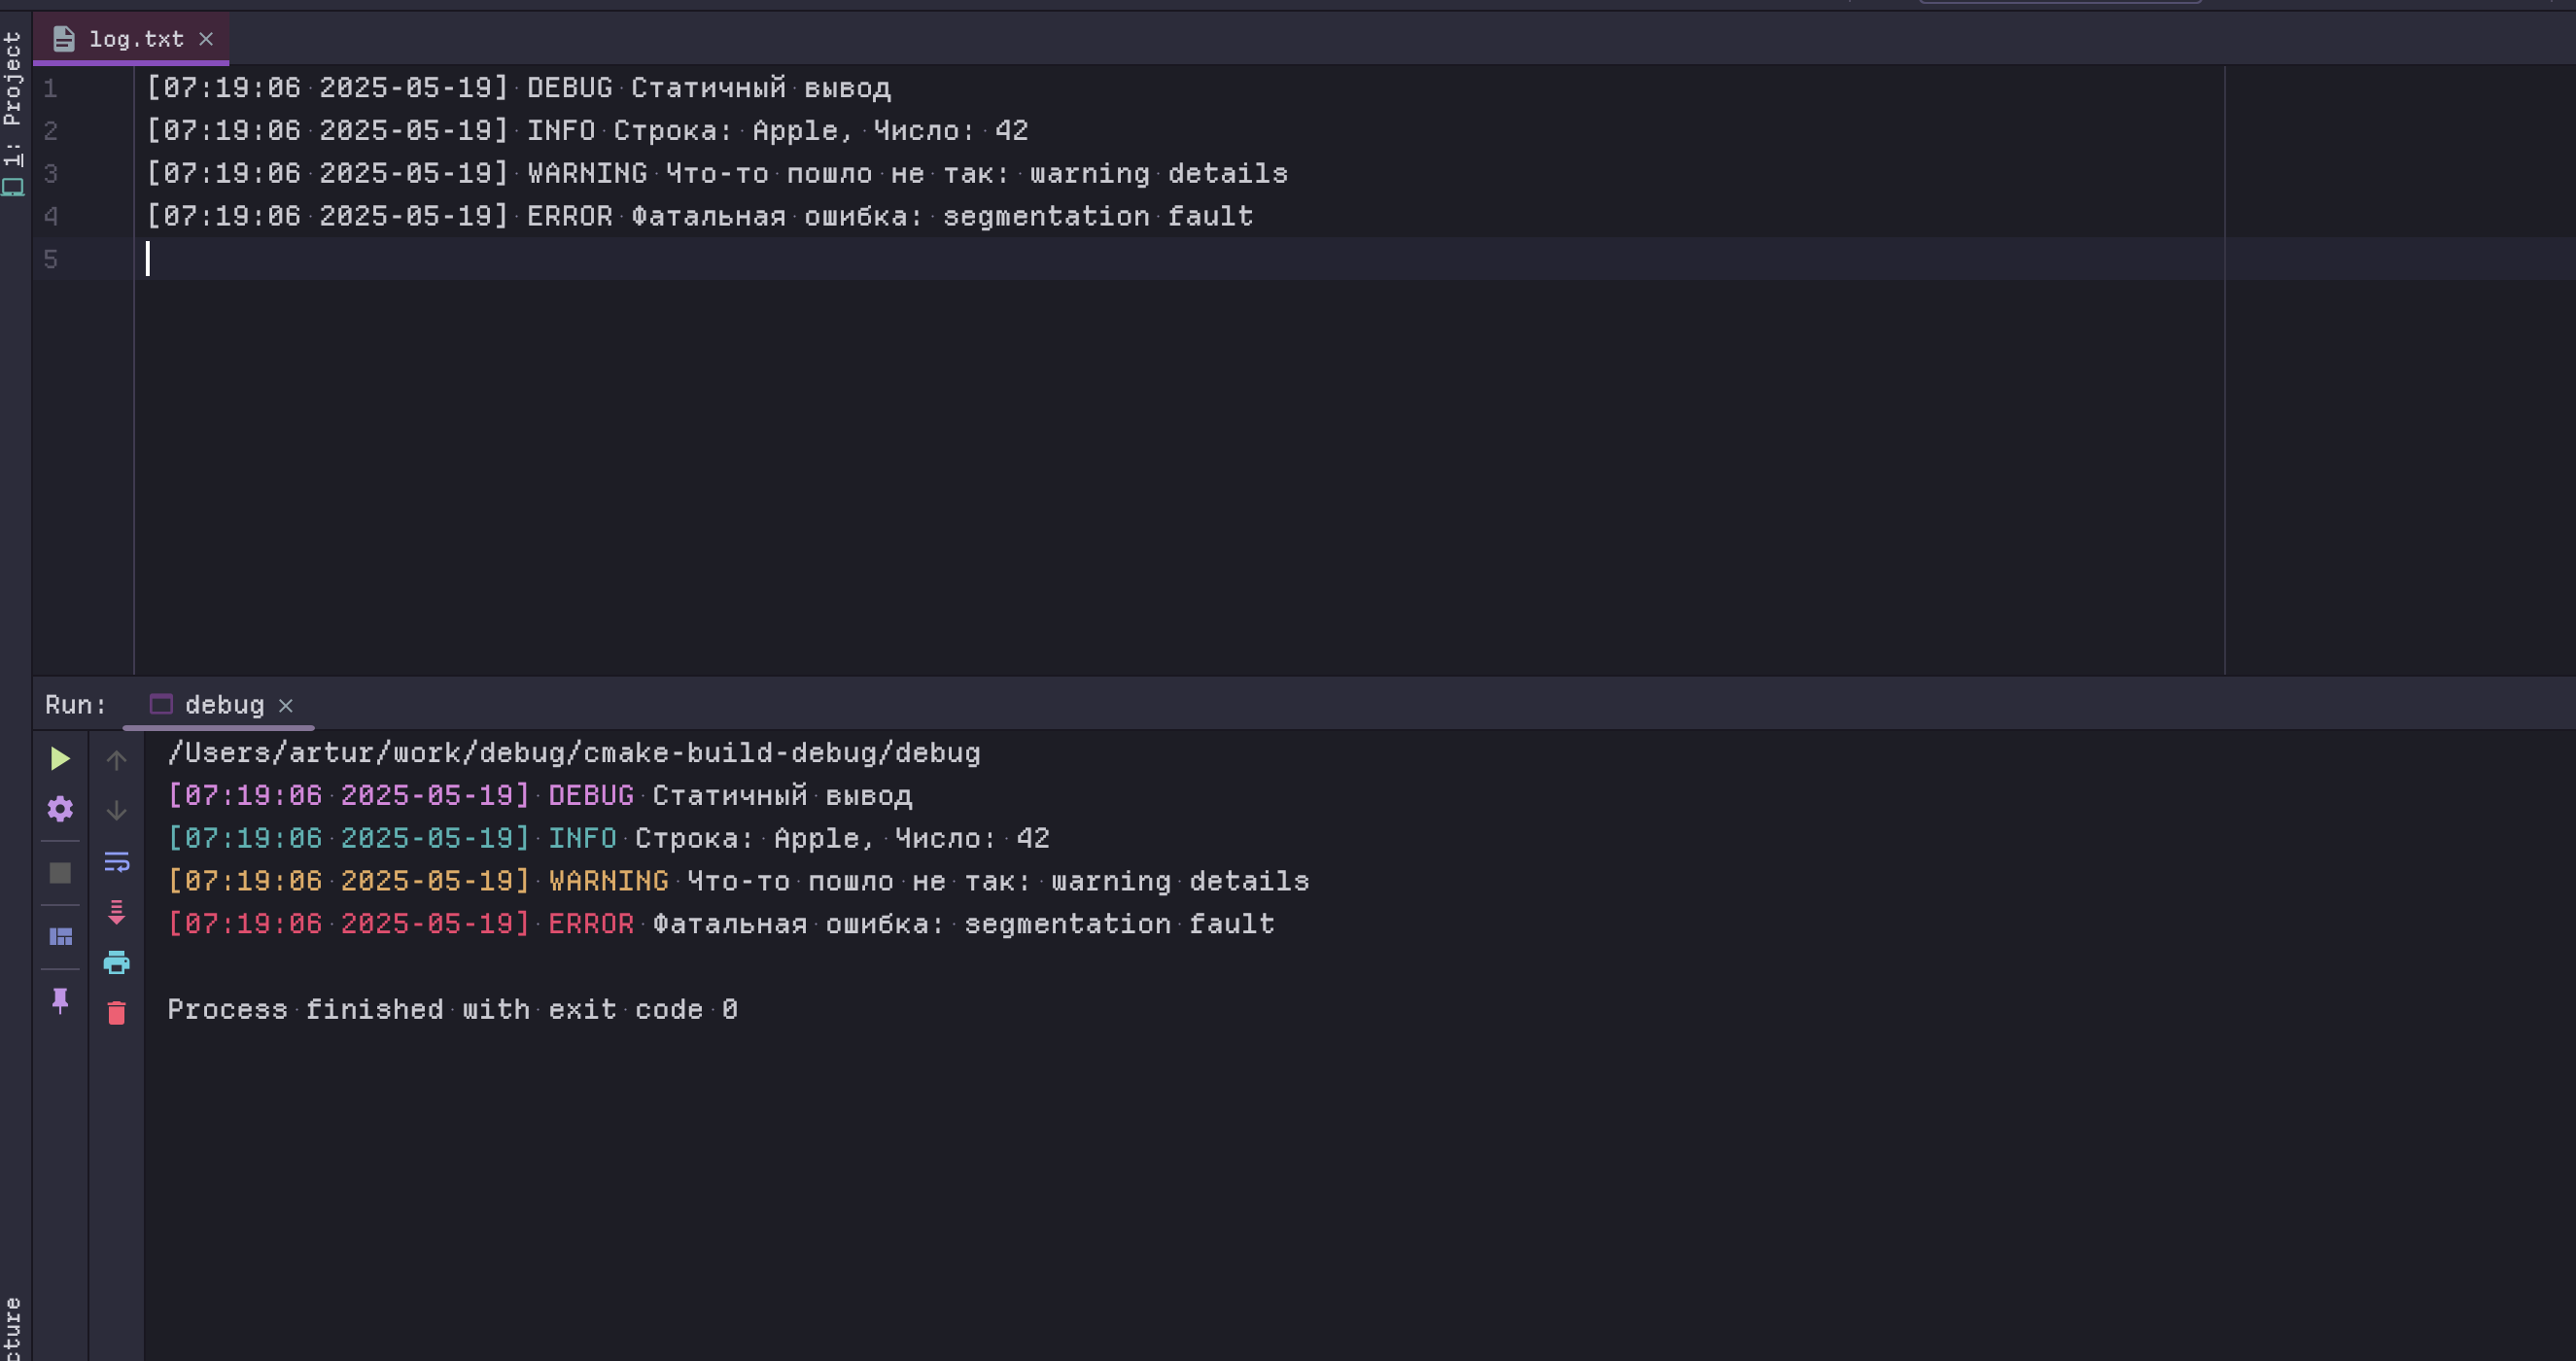 log.txt
1: Project
1 [07:19:06 2025-05-19] DEBUG Статичный вывод
2 [07:19:06 2025-05-19] INFO Строка: Apple, Число: 42
3 [07:19:06 2025-05-19] WARNING Что-то пошло не так: warning details
4 [07:19:06 2025-05-19] ERROR Фатальная ошибка: segmentation fault
5
Run: debug
/Users/artur/work/debug/cmake-build-debug/debug
[07:19:06 2025-05-19] DEBUG Статичный вывод
[07:19:06 2025-05-19] INFO Строка: Apple, Число: 42
[07:19:06 2025-05-19] WARNING Что-то пошло не так: warning details
[07:19:06 2025-05-19] ERROR Фатальная ошибка: segmentation fault
Process finished with exit code 0